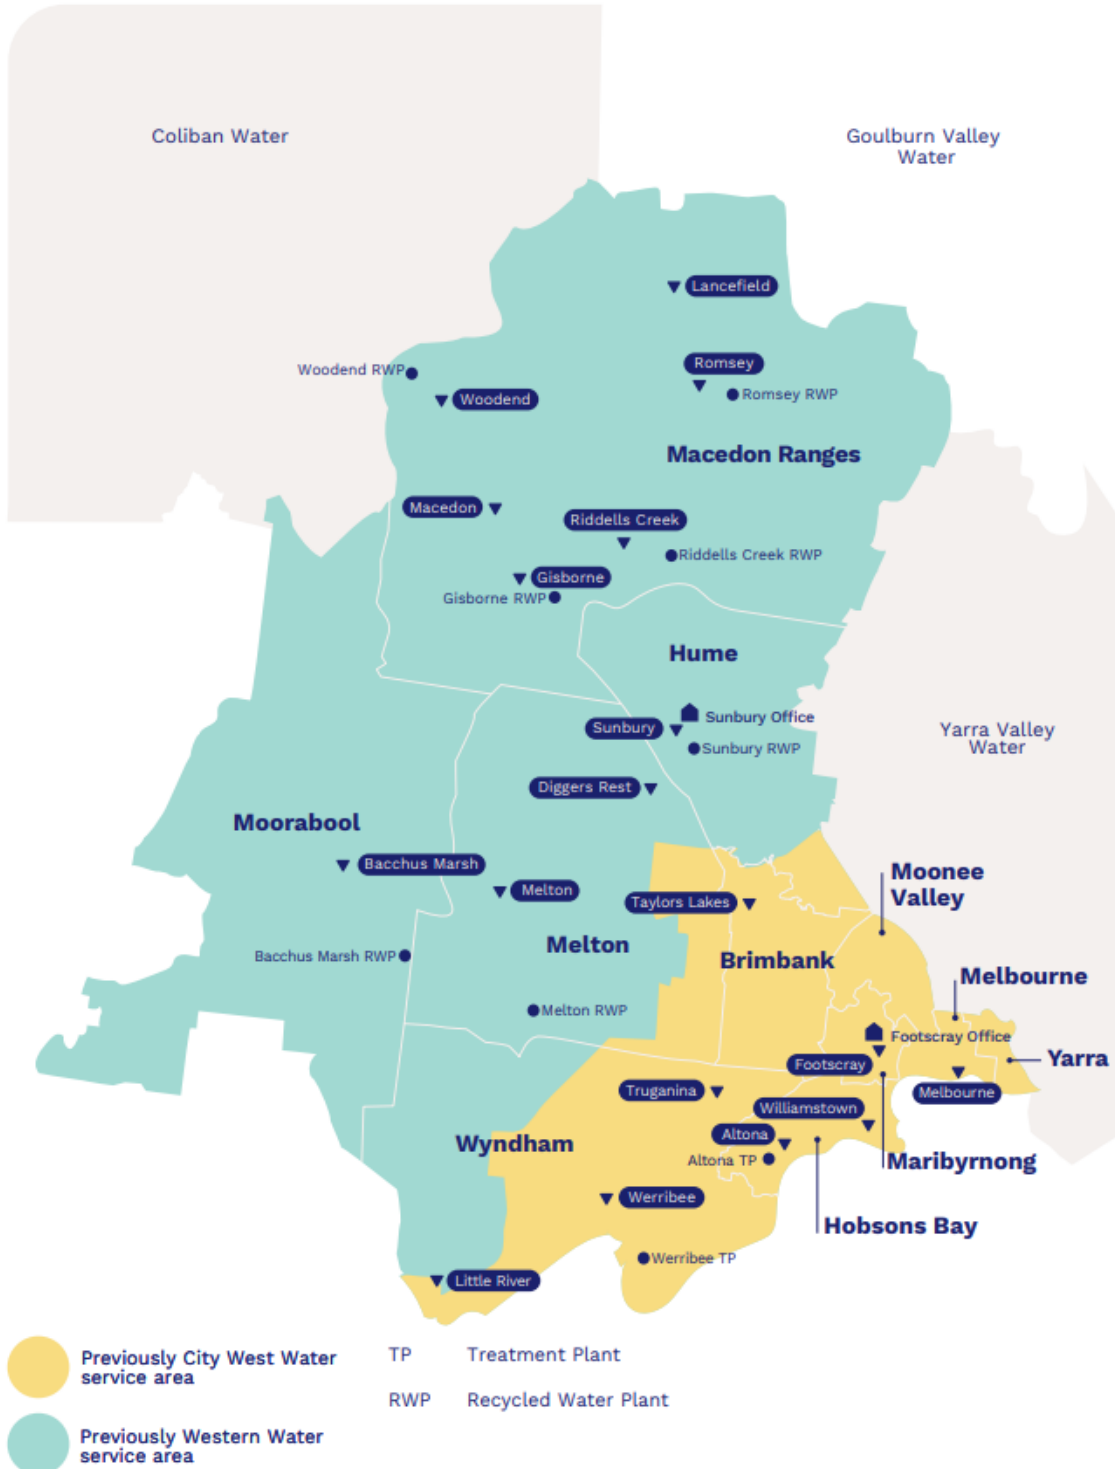 Coliban Water
Goulburn Valley
Water
Lancefield
Romsey
Woodend RWP
Romsey RWP
Woodend
Macedon Ranges
Macedon
Riddells Creek
Riddells Creek RWP
Gisborne
Gisborne RWP
Hume
Sunbury Office
Sunbury
Sunbury RWP
Yarra Valley
Water
Diggers Rest
Moorabool
Bacchus Marsh
Melton
Taylors Lakes
Moonee
Valley
Melton
Bacchus Marsh RWP
Brimbank
Melbourne
Melton RWP
Footscray Office
Yarra
Footscray
Truganina
Melbourne
Williamstown
Altona
Wyndham
Altona TP
Maribyrnong
Werribee
Hobsons Bay
Werribee TP
Little River
Previously City West Water
service area
TP Treatment Plant
RWP Recycled Water Plant
Previously Western Water
service area